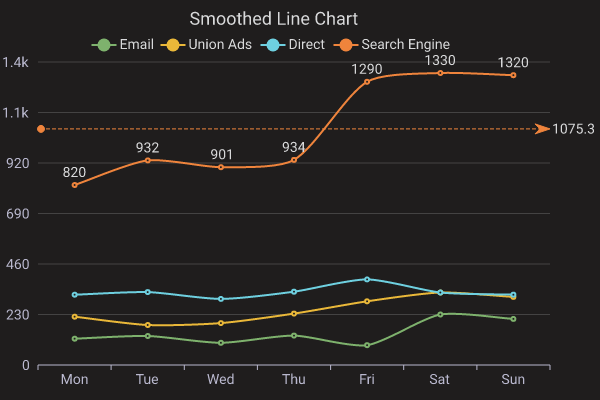 Smoothed Line Chart
Email Union Ads Direct Search Engine
1.4k
1.1k
920
690
460
230
0
820
932
901
934
1290
1330
1320
1075.3
Mon Tue Wed Thu Fri Sat Sun